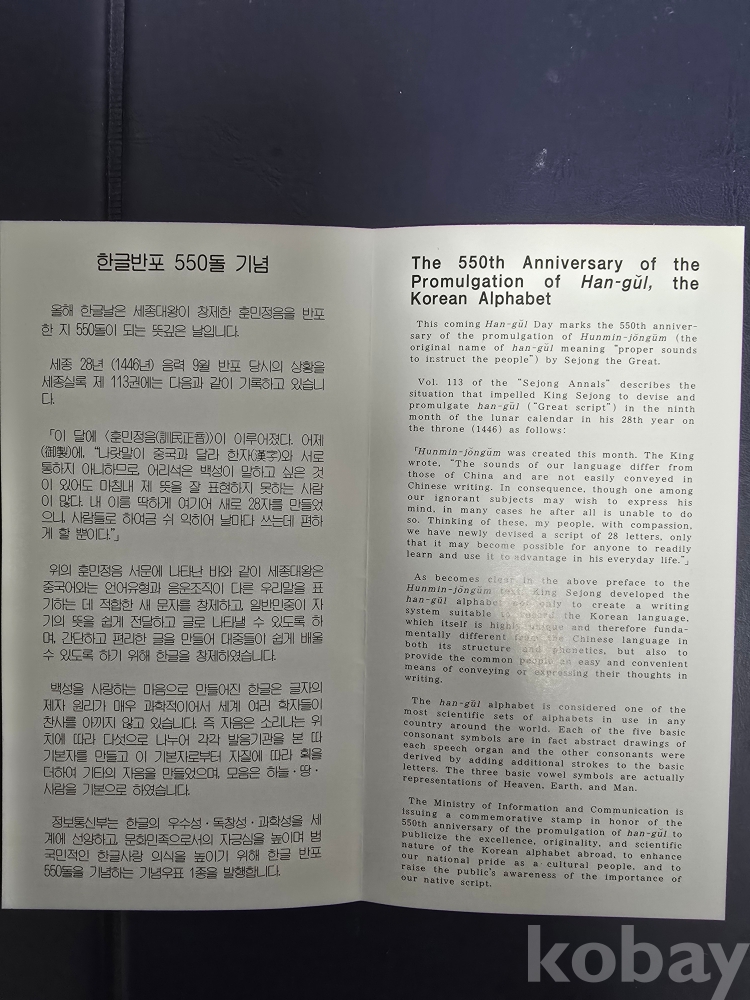 한글반포 550돌 기념
올해 한글날은 세종대왕이 창제한 훈민정음을 반포
한 지 550돌이 되는 뜻깊은 날입니다.
세종 28년 (1446년) 음력 9월 반포 당시의 상황을
세종실록 제 113권에는 다음과 같이 기록하고 있습니
다.
「이 달에 〈훈민정음(訓民正音)〉이 이루어졌다. 어제
(御製)에, “나랏말이 중국과 달라 한자(漢字)와 서로
통하지 아니하므로, 어리석은 백성이 말하고 싶은 것
이 있어도 마침내 제 뜻을 잘 표현하지 못하는 사람
이 많다. 내 이를 딱하게 여기어 새로 28자를 만들었
으니, 사람들로 하여금 쉬 익히어 날마다 쓰는데 편하
게 할 뿐이다.”」
위의 훈민정음 서문에 나타난 바와 같이 세종대왕은
중국어와는 언어유형과 음운조직이 다른 우리말을 표
기하는 데 적합한 새 문자를 창제하고, 일반민중이 자
기의 뜻을 쉽게 전달하고 글로 나타낼 수 있도록 하
며, 간단하고 편리한 글을 만들어 대중들이 쉽게 배울
수 있도록 하기 위해 한글을 창제하였습니다.
백성을 사랑하는 마음으로 만들어진 한글은 글자의
제자 원리가 매우 과학적이어서 세계 여러 학자들이
찬사를 아끼지 않고 있습니다. 즉 자음은 소리나는 위
치에 따라 다섯으로 나누어 각각 발음기관을 본 따
기본자를 만들고 이 기본자로부터 자질에 따라 획을
더하여 기타의 자음을 만들었으며, 모음은 하늘·땅·
사람을 기본으로 하였습니다.
정보통신부는 한글의 우수성·독창성·과학성을 세
계에 선양하고, 문화민족으로서의 자긍심을 높이며 범
국민적인 한글사랑 의식을 높이기 위해 한글 반포
550돌을 기념하는 기념우표 1종을 발행합니다.
The 550th Anniversary of the
Promulgation of Han-gŭl, the
Korean Alphabet
This coming Han-gŭl Day marks the 550th anniver-
sary of the promulgation of Hunmin-jŏngŭm (the
original name of han-gŭl meaning “proper sounds
to instruct the people”) by Sejong the Great.
Vol. 113 of the “Sejong Annals” describes the
situation that impelled King Sejong to devise and
promulgate han-gŭl (“Great script”) in the ninth
month of the lunar calendar in his 28th year on
the throne (1446) as follows:
「Hunmin-jŏngŭm was created this month. The King
wrote, “The sounds of our language differ from
those of China and are not easily conveyed in
Chinese writing. In consequence, though one among
our ignorant subjects may wish to express his
mind, in many cases he after all is unable to do
so. Thinking of these, my people, with compassion,
we have newly devised a script of 28 letters, only
that it may become possible for anyone to readily
learn and use it to advantage in his everyday life.”」
As becomes clear in the above preface to the
Hunmin-jŏngŭm text, King Sejong developed the
han-gŭl alphabet not only to create a writing
system suitable to record the Korean language,
which itself is highly unique and therefore funda-
mentally different from the Chinese language in
both its structure and phonetics, but also to
provide the common people an easy and convenient
means of conveying or expressing their thoughts in
writing.
The han-gŭl alphabet is considered one of the
most scientific sets of alphabets in use in any
country around the world. Each of the five basic
consonant symbols are in fact abstract drawings of
each speech organ and the other consonants were
derived by adding additional strokes to the basic
letters. The three basic vowel symbols are actually
representations of Heaven, Earth, and Man.
The Ministry of Information and Communication is
issuing a commemorative stamp in honor of the
550th anniversary of the promulgation of han-gŭl to
publicize the excellence, originality, and scientific
nature of the Korean alphabet abroad, to enhance
our national pride as a cultural people, and to
raise the public's awareness of the importance of
our native script.
kobay